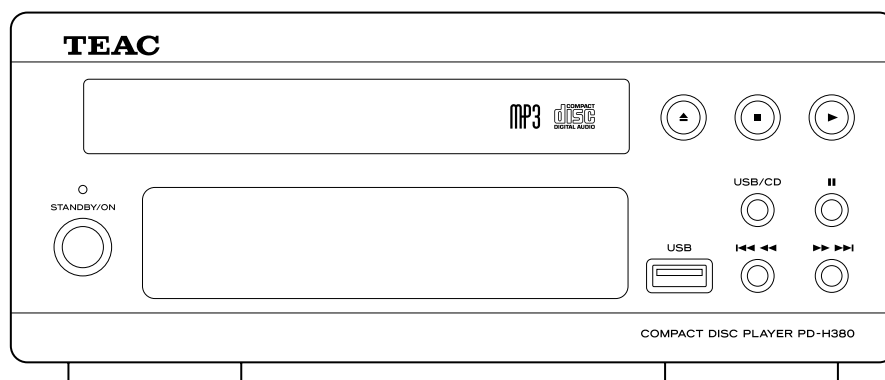 TEAC
MP3
COMPACT
disc
DIGITAL AUDIO
STANDBY/ON
USB/CD
USB
COMPACT DISC PLAYER PD-H380